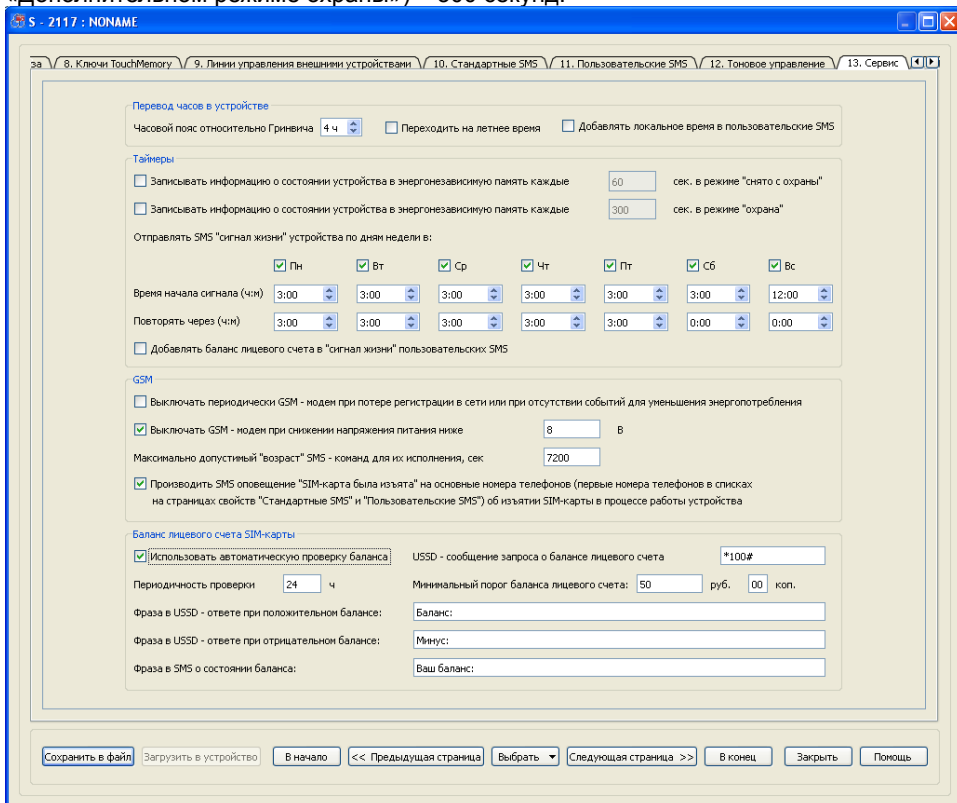 «дополнительном режиме охраны») – 300 секунд.
S - 2117 : NONAME
за 8. Ключи TouchMemory 9. Линии управления внешними устройствами 10. Стандартные SMS 11. Пользовательские SMS 12. Тоновое управление 13. Сервис
Перевод часов в устройстве
Часовой пояс относительно Гринвича 4 ч Переходить на летнее время Добавлять локальное время в пользовательские SMS
Таймеры
Записывать информацию о состоянии устройства в энергонезависимую память каждые 60 сек. в режиме "снято с охраны"
Записывать информацию о состоянии устройства в энергонезависимую память каждые 300 сек. в режиме "охрана"
Отправлять SMS "сигнал жизни" устройства по дням недели в:
Пн Вт Ср Чт Пт Сб Вс
Время начала сигнала (ч:м) 3:00 3:00 3:00 3:00 3:00 3:00 12:00
Повторять через (ч:м) 3:00 3:00 3:00 3:00 3:00 0:00 0:00
Добавлять баланс лицевого счета в "сигнал жизни" пользовательских SMS
GSM
Выключать периодически GSM - модем при потере регистрации в сети или при отсутствии событий для уменьшения энергопотребления
Выключать GSM - модем при снижении напряжения питания ниже 8 В
Максимально допустимый "возраст" SMS - команд для их исполнения, сек 7200
Производить SMS оповещение "SIM-карта была изъята" на основные номера телефонов (первые номера телефонов в списках
на страницах свойств "Стандартные SMS" и "Пользовательские SMS") об изъятии SIM-карты в процессе работы устройства
Баланс лицевого счета SIM-карты
Использовать автоматическую проверку баланса USSD - сообщение запроса о балансе лицевого счета *100#
Периодичность проверки 24 ч Минимальный порог баланса лицевого счета: 50 руб. 00 коп.
Фраза в USSD - ответе при положительном балансе: Баланс:
Фраза в USSD - ответе при отрицательном балансе: Минус:
Фраза в SMS о состоянии баланса: Ваш баланс:
Сохранить в файл Загрузить в устройство В начало << Предыдущая страница Выбрать Следующая страница >> В конец Закрыть Помощь